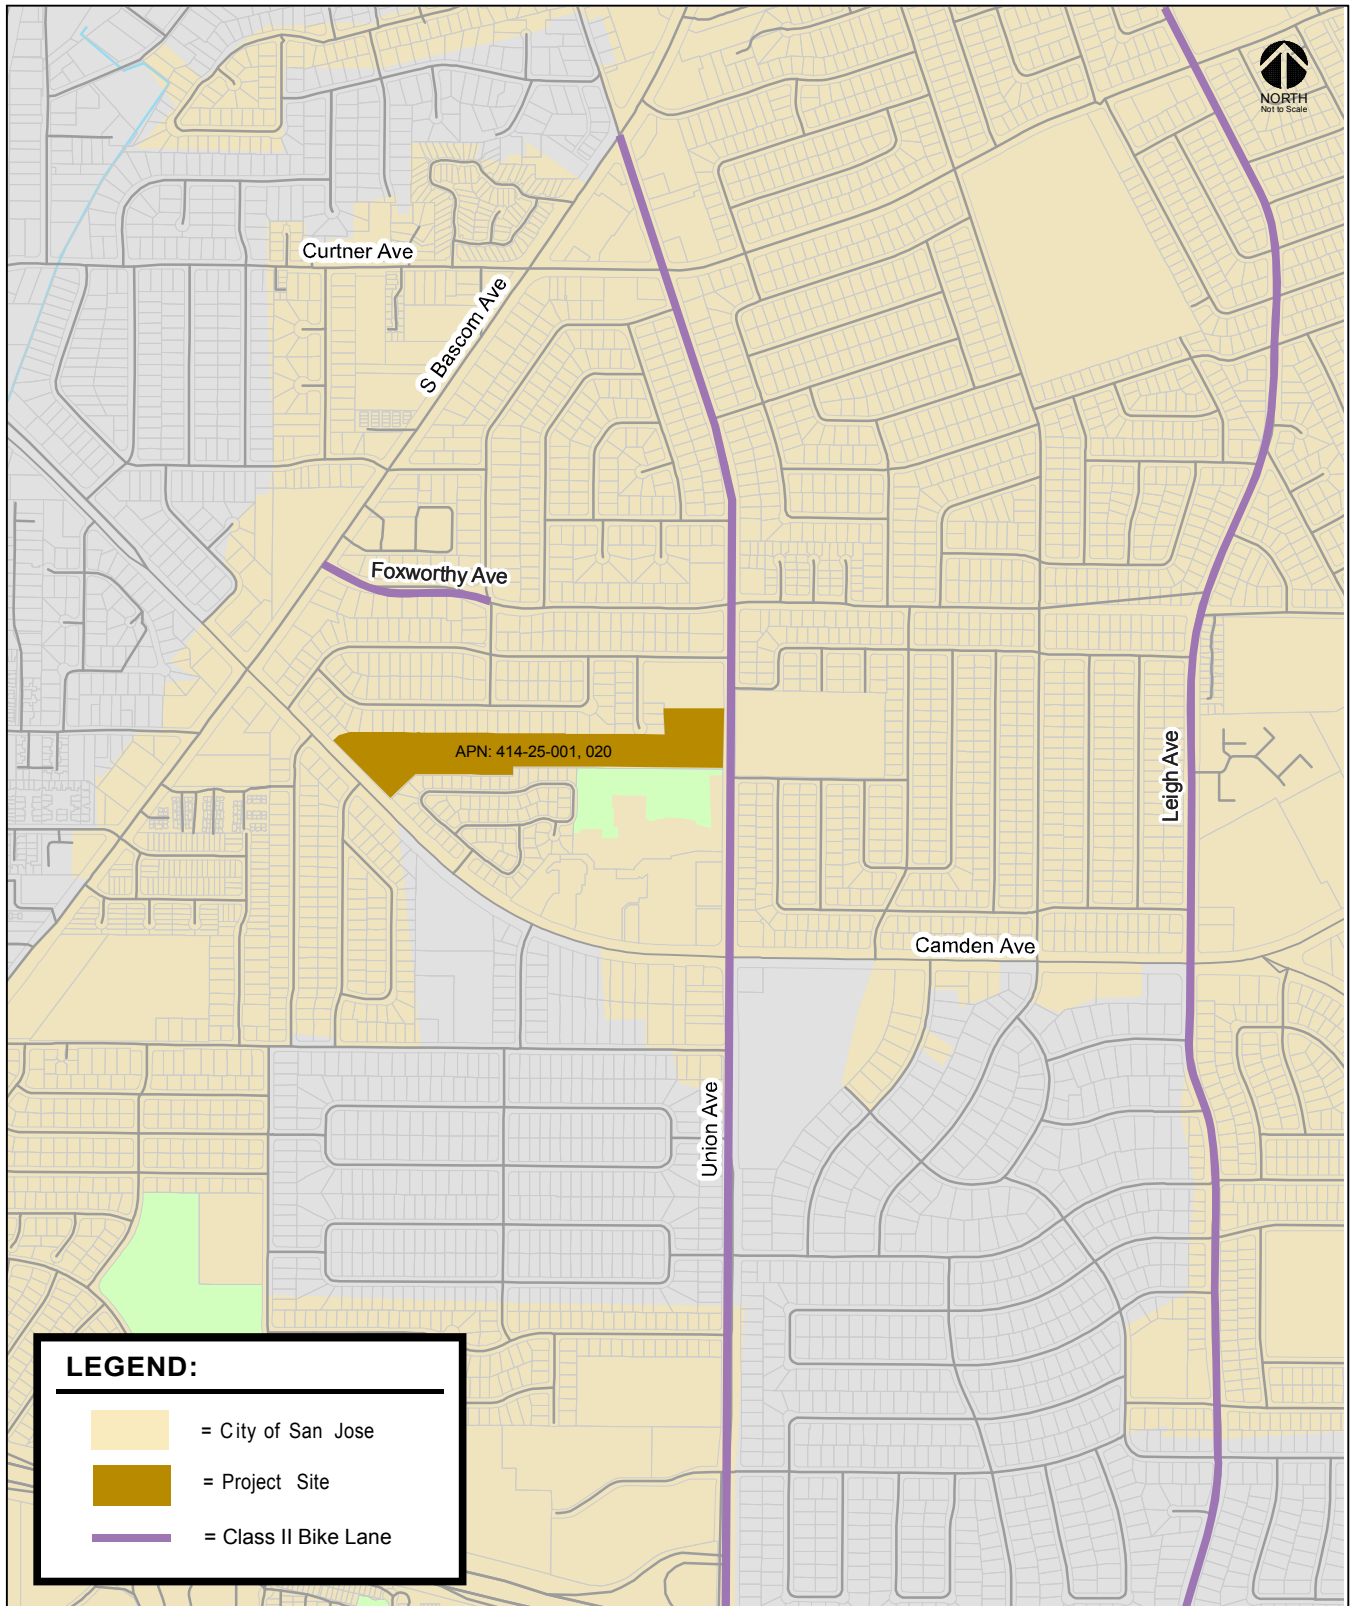 NORTH
Not to Scale
Curtner Ave
S Bascom Ave
Foxworthy Ave
APN: 414-25-001, 020
Leigh Ave
Camden Ave
Union Ave
LEGEND:
= City of San Jose
= Project Site
= Class II Bike Lane